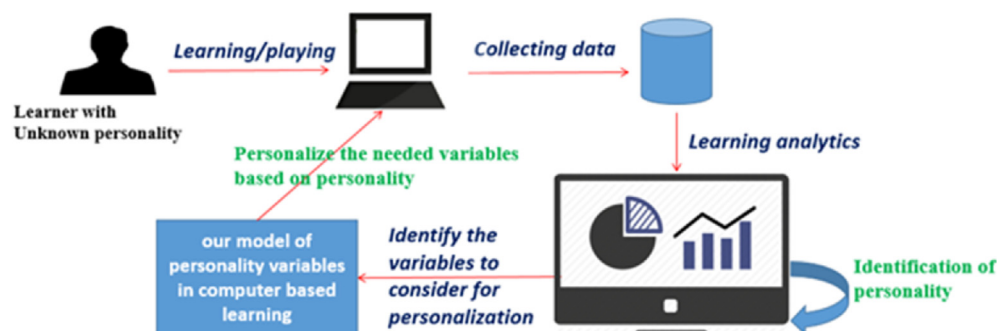 Learning/playing
Collecting data
Learner with
Unknown personality
Learning analytics
Personalize the needed variables
based on personality
our model of
personality variables
in computer based
learning
Identify the
variables to
consider for
personalization
Identification of
personality